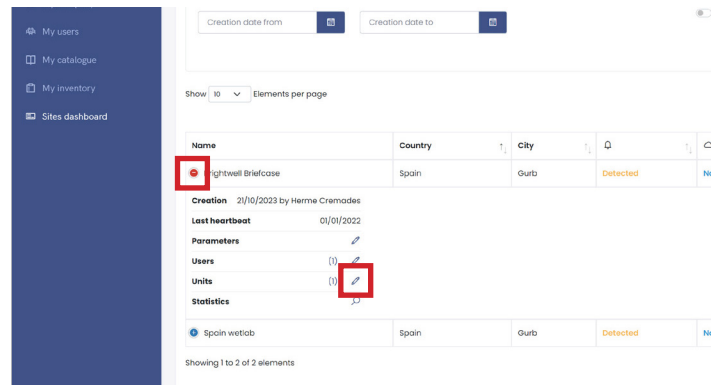 My users
My catalogue
My inventory
Sites dashboard
Creation date from
Creation date to
Show 10 Elements per page
Name Country City
Brightwell Briefcase Spain Gurb Detected
Creation 21/10/2023 by Herme Cremades
Last heartbeat 01/01/2022
Parameters
Users (1)
Units (1)
Statistics
Spain wetlab Spain Gurb Detected
Showing 1 to 2 of 2 elements